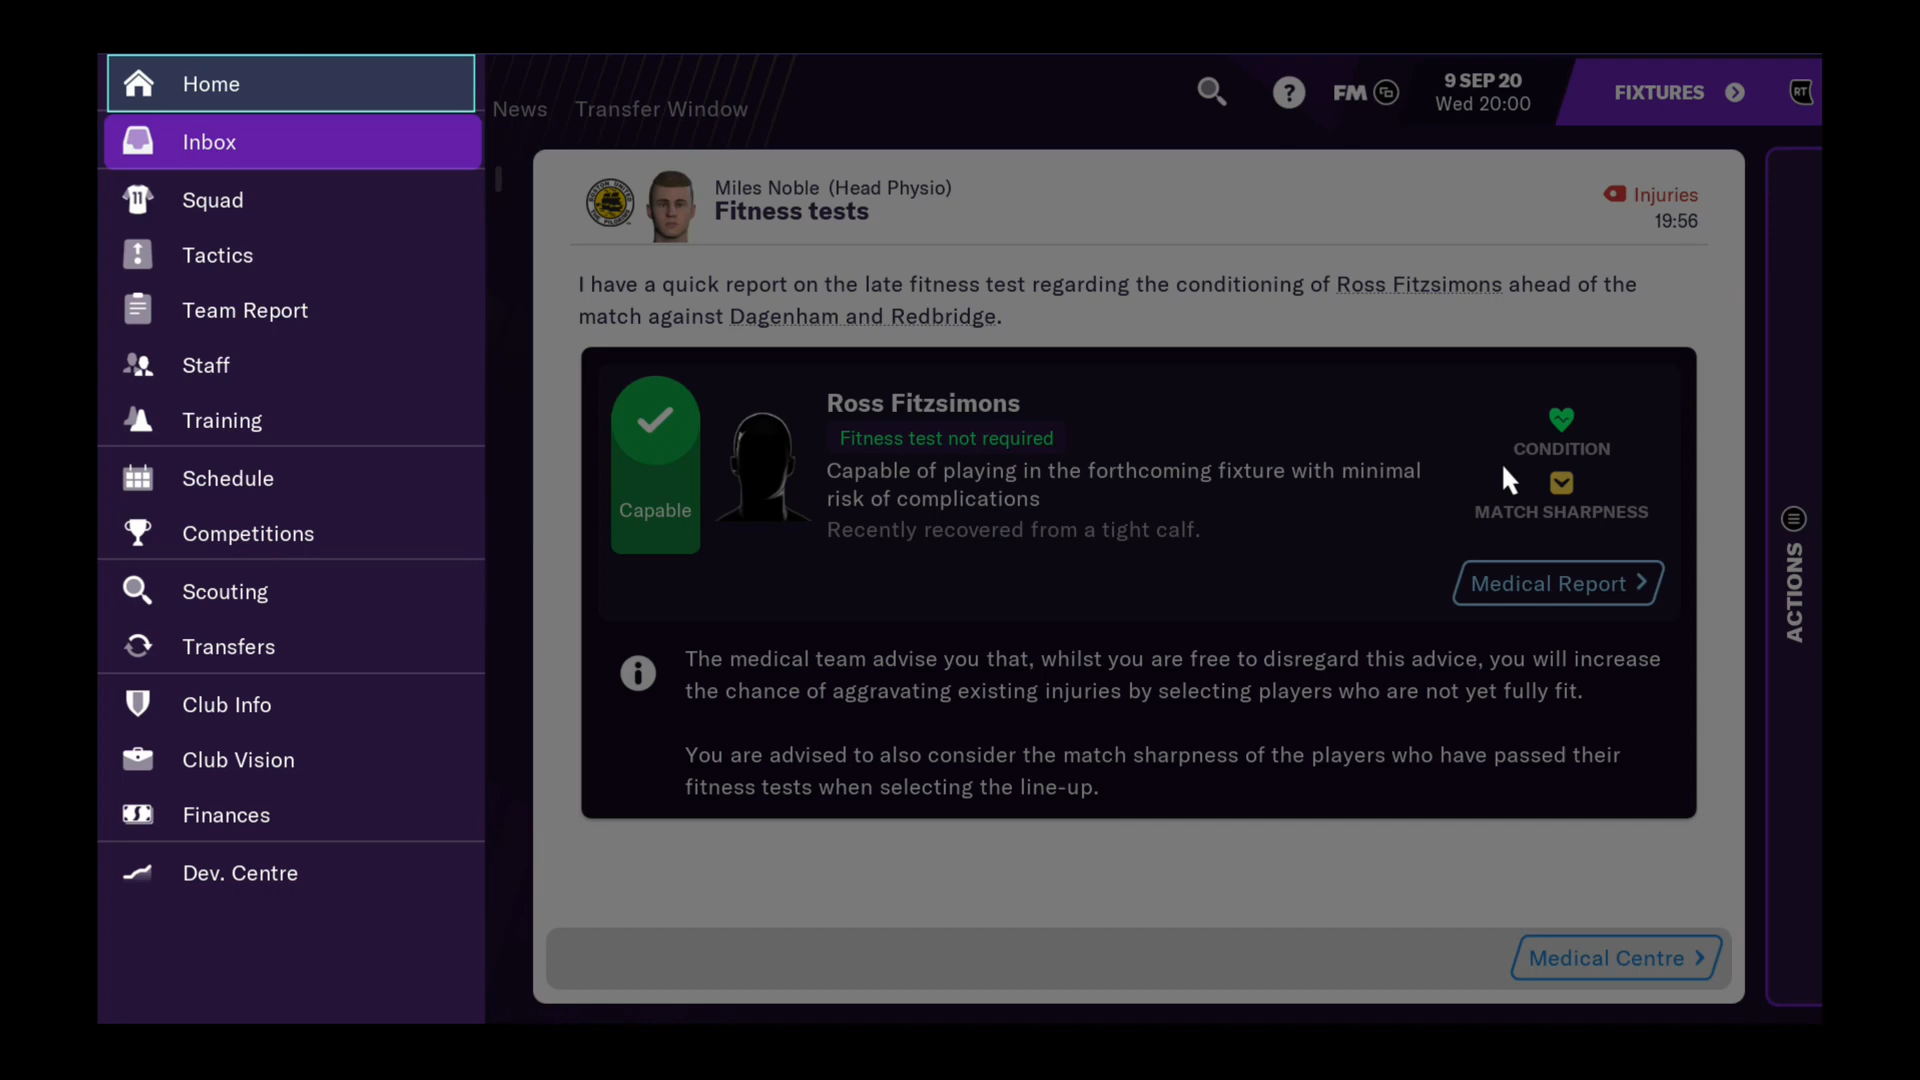 Home
Inbox
Squad
Tactics
Team Report
Staff
Training
Schedule
Competitions
Scouting
Transfers
Club Info
Club Vision
Finances
Dev. Centre
News
Transfer Window
?
FM
9 SEP 20
Wed 20:00
FIXTURES
RT
Miles Noble (Head Physio)
Fitness tests
Injuries
19:56
I have a quick report on the late fitness test regarding the conditioning of Ross Fitzsimons ahead of the
match against Dagenham and Redbridge.
Capable
Ross Fitzsimons
Fitness test not required
Capable of playing in the forthcoming fixture with minimal
risk of complications
Recently recovered from a tight calf.
CONDITION
MATCH SHARPNESS
Medical Report
The medical team advise you that, whilst you are free to disregard this advice, you will increase
the chance of aggravating existing injuries by selecting players who are not yet fully fit.
You are advised to also consider the match sharpness of the players who have passed their
fitness tests when selecting the line-up.
Medical Centre
ACTIONS